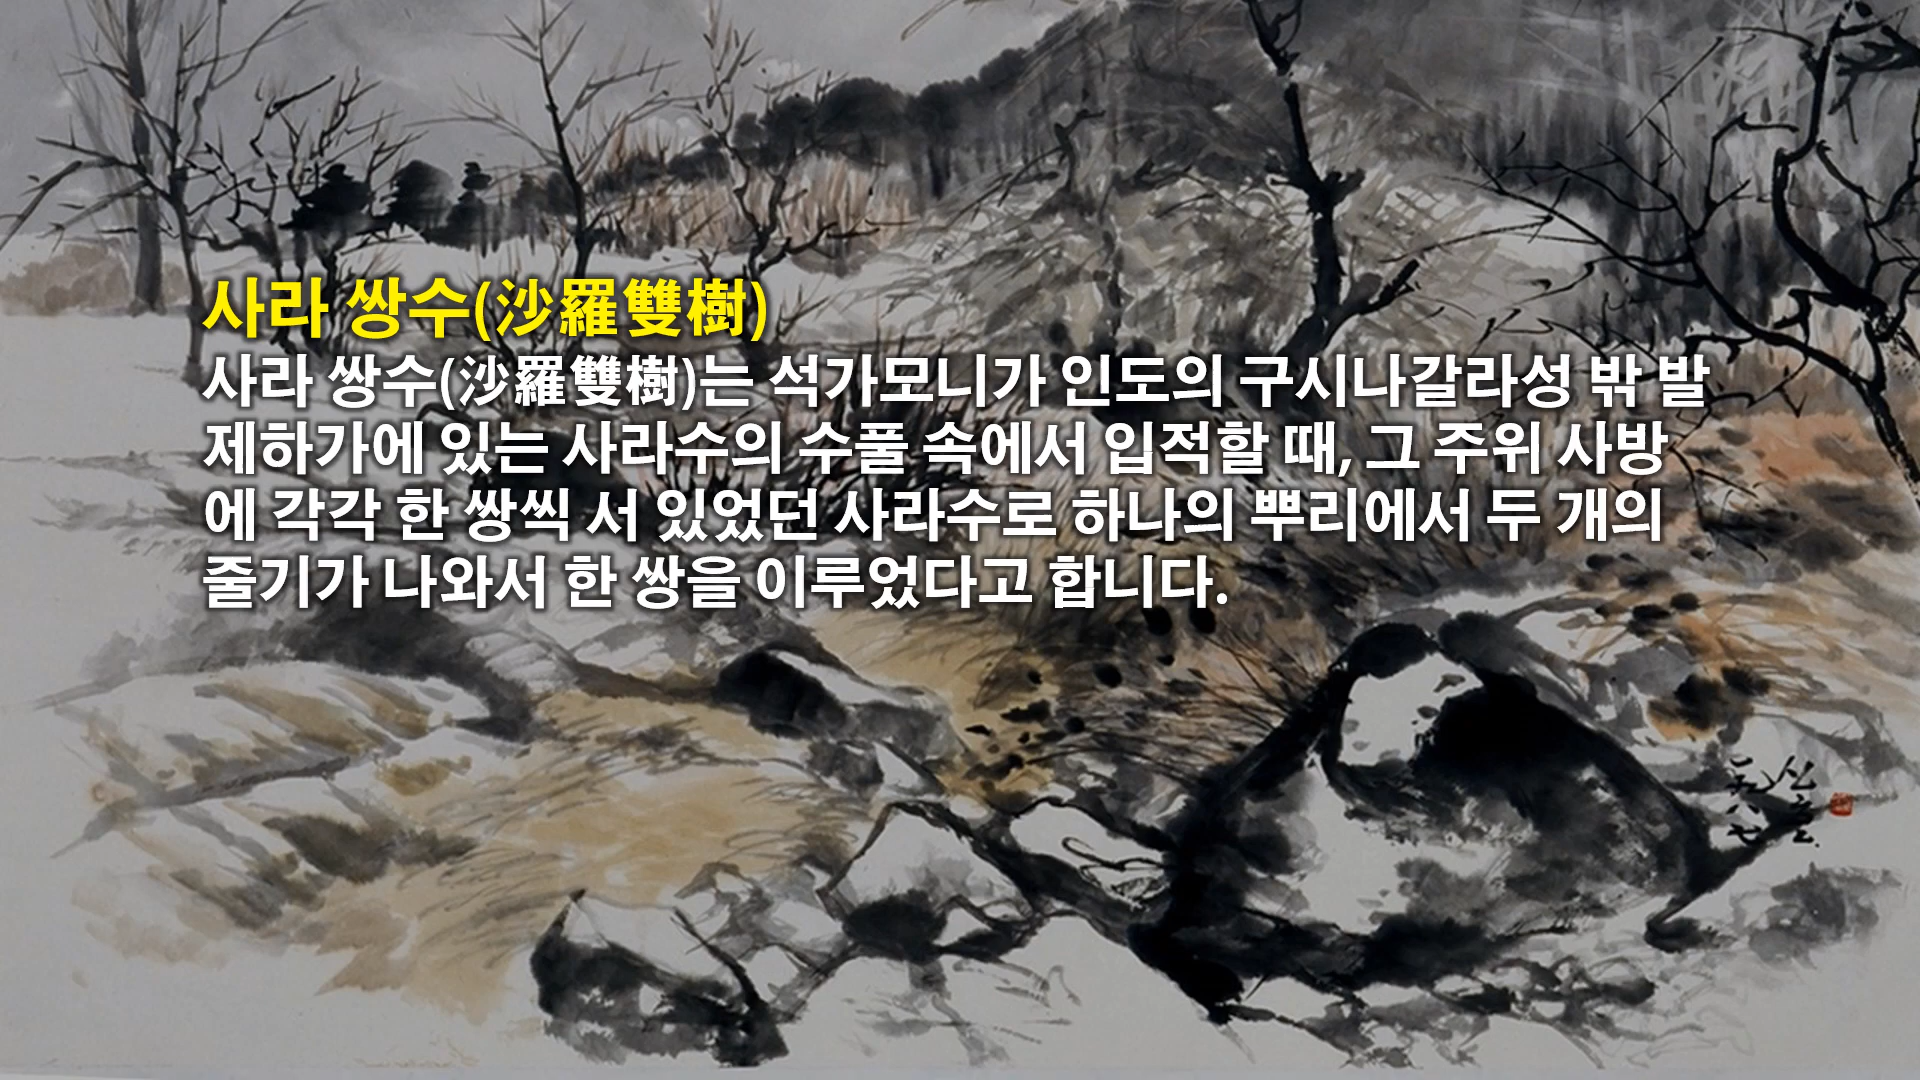 사라 쌍수(沙羅雙樹)
사라 쌍수(沙羅雙樹)는 석가모니가 인도의 구시나갈라성 밖 발
제하가에 있는 사라수의 수풀 속에서 입적할 때, 그 주위 사방
에 각각 한 쌍씩 서 있었던 사라수로 하나의 뿌리에서 두 개의
줄기가 나와서 한 쌍을 이루었다고 합니다.
一九八七